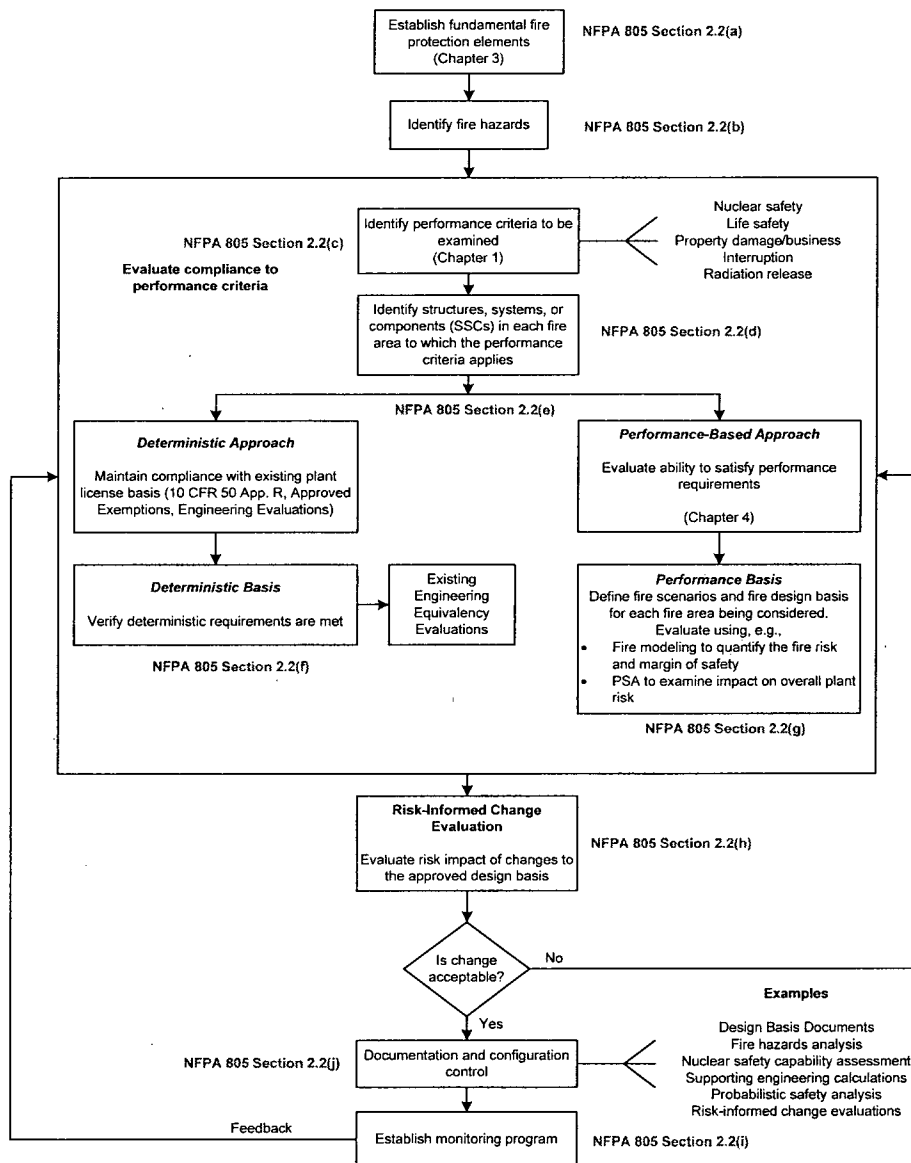 Establish fundamental fire
protection elements
(Chapter 3)
NFPA 805 Section 2.2(a)
Identify fire hazards
NFPA 805 Section 2.2(b)
NFPA 805 Section 2.2(c)
Evaluate compliance to
performance criteria
Identify performance criteria to be
examined
(Chapter 1)
Nuclear safety
Life safety
Property damage/business
Interruption
Radiation release
Identify structures, systems, or
components (SSCs) in each fire
area to which the performance
criteria applies
NFPA 805 Section 2.2(d)
NFPA 805 Section 2.2(e)
Deterministic Approach
Maintain compliance with existing plant
license basis (10 CFR 50 App. R, Approved
Exemptions, Engineering Evaluations)
Performance-Based Approach
Evaluate ability to satisfy performance
requirements
(Chapter 4)
Deterministic Basis
Verify deterministic requirements are met
NFPA 805 Section 2.2(f)
Existing
Engineering
Equivalency
Evaluations
Performance Basis
Define fire scenarios and fire design basis
for each fire area being considered.
Evaluate using, e.g.,
• Fire modeling to quantify the fire risk
and margin of safety
• PSA to examine impact on overall plant
risk
NFPA 805 Section 2.2(g)
Risk-Informed Change
Evaluation
Evaluate risk impact of changes to
the approved design basis
NFPA 805 Section 2.2(h)
Is change
acceptable?
No
Yes
Examples
Design Basis Documents
Fire hazards analysis
Nuclear safety capability assessment
Supporting engineering calculations
Probabilistic safety analysis
Risk-informed change evaluations
NFPA 805 Section 2.2(j)
Documentation and configuration
control
Feedback
Establish monitoring program
NFPA 805 Section 2.2(i)